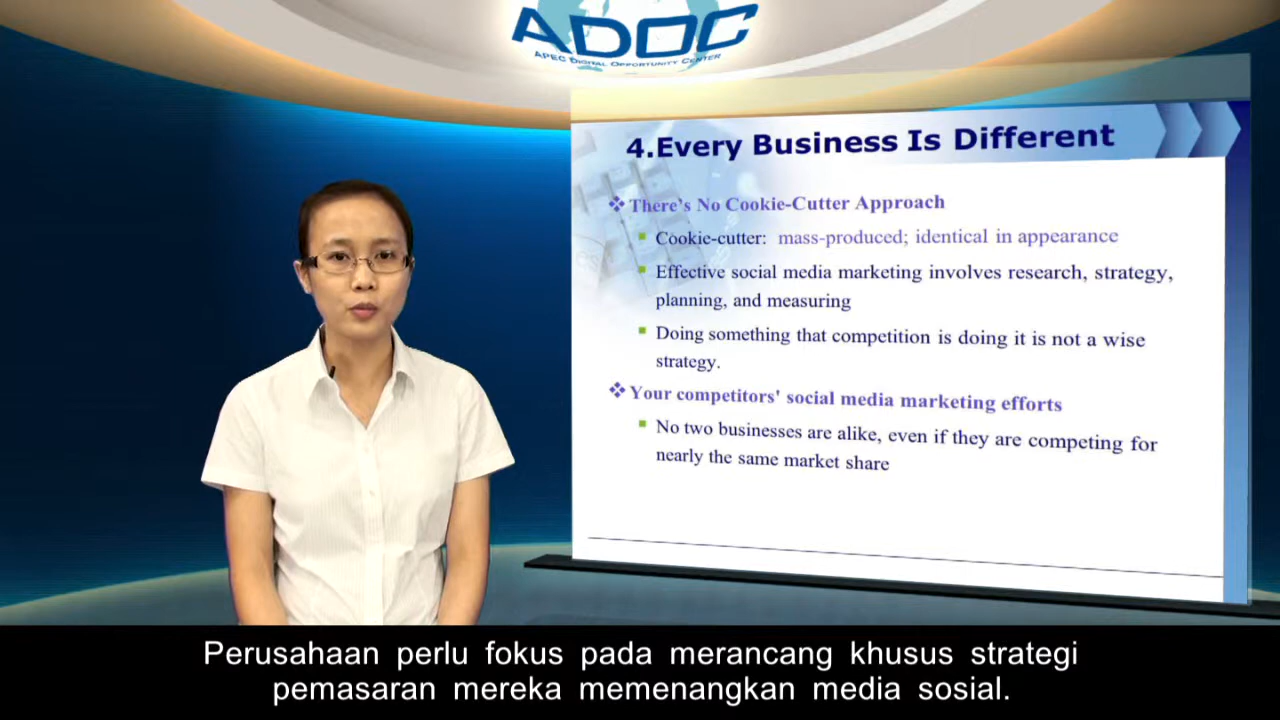 ADOC
APEC DIGITAL OPPORTUNITY CENTER
4.Every Business Is Different
There's No Cookie-Cutter Approach
Cookie-cutter: mass-produced; identical in appearance
Effective social media marketing involves research, strategy,
planning, and measuring
Doing something that competition is doing it is not a wise
strategy.
Your competitors' social media marketing efforts
No two businesses are alike, even if they are competing for
nearly the same market share
Perusahaan perlu fokus pada merancang khusus strategi
pemasaran mereka memenangkan media sosial.